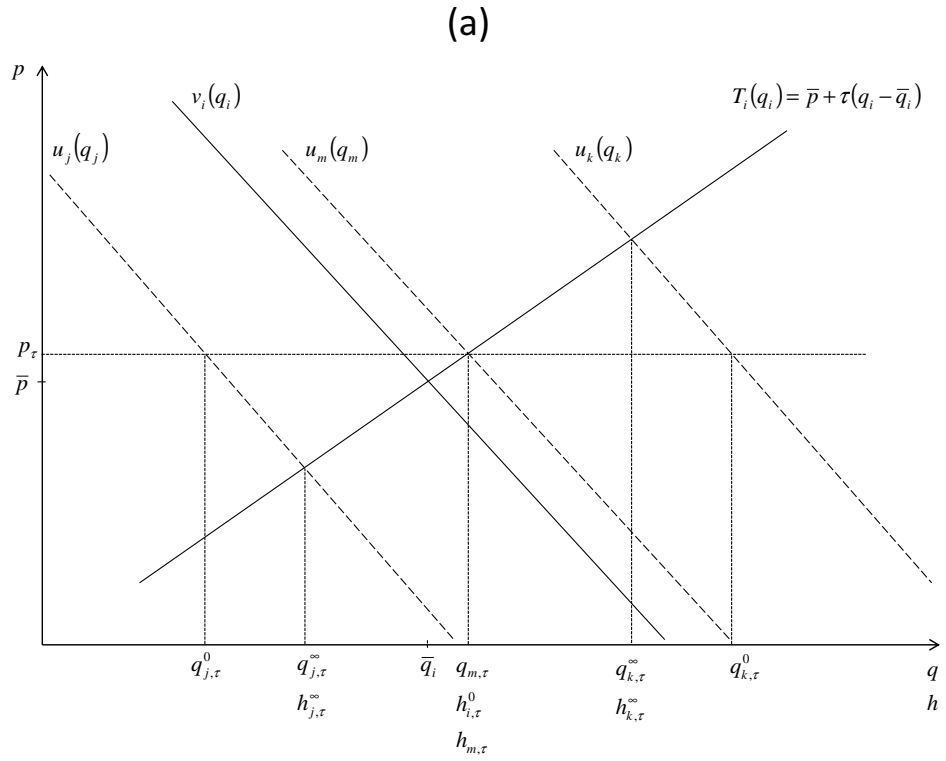 (a)
p
v_i(q_i)
T_i(q_i) = p̅ + τ(q_i − q̅_i)
u_j(q_j)
u_m(q_m)
u_k(q_k)
p_τ
p̅
q^0_{j,τ} q^∞_{j,τ} q̅_i q_{m,τ} q^∞_{k,τ} q^0_{k,τ} q
h^∞_{j,τ} h^0_{i,τ} h^∞_{k,τ} h
h_{m,τ}